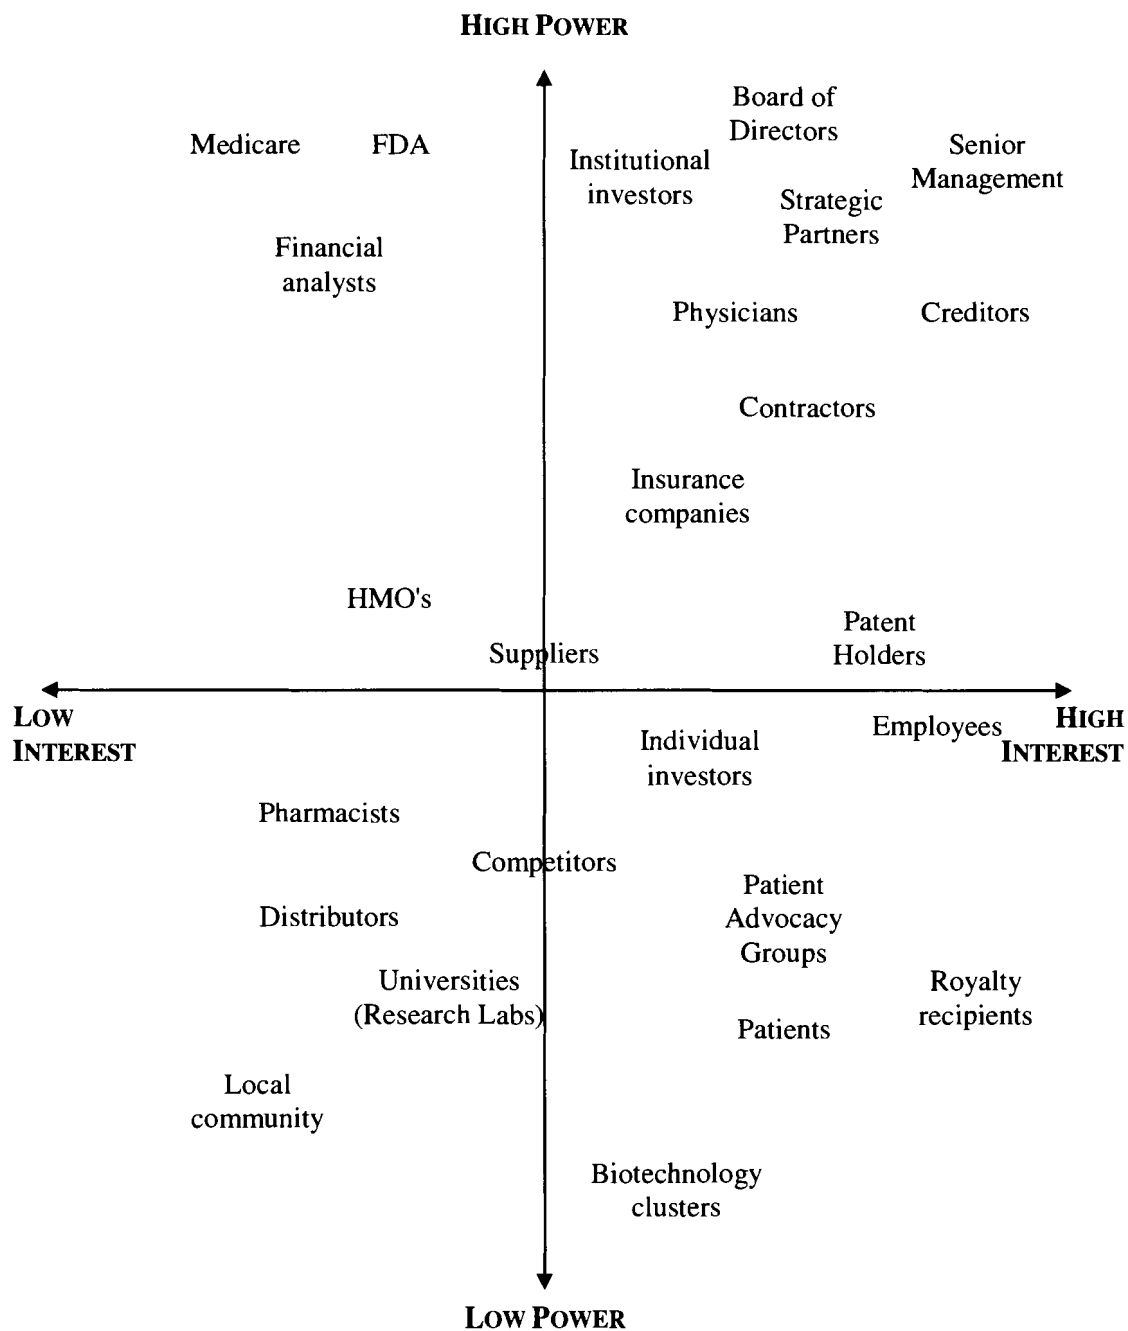 HIGH POWER
Board of
Directors
Medicare
FDA
Institutional
investors
Senior
Management
Strategic
Partners
Financial
analysts
Physicians
Creditors
Contractors
Insurance
companies
HMO's
Suppliers
Patent
Holders
LOW
INTEREST
HIGH
INTEREST
Employees
Individual
investors
Pharmacists
Competitors
Patient
Advocacy
Groups
Distributors
Universities
(Research Labs)
Royalty
recipients
Patients
Local
community
Biotechnology
clusters
LOW POWER